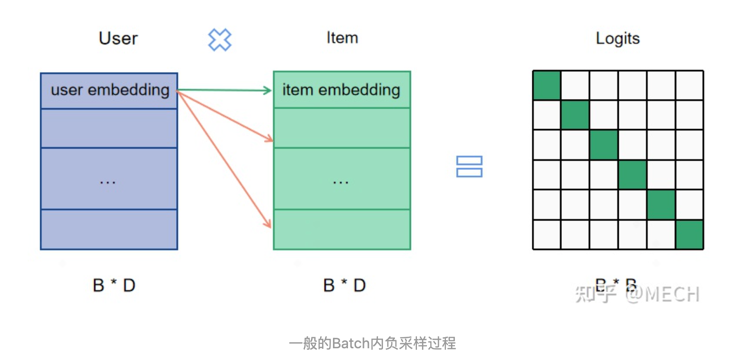 User
Item
Logits
user embedding
item embedding
...
...
B * D
B * D
B * B
知乎 @MECH
一般的Batch内负采样过程